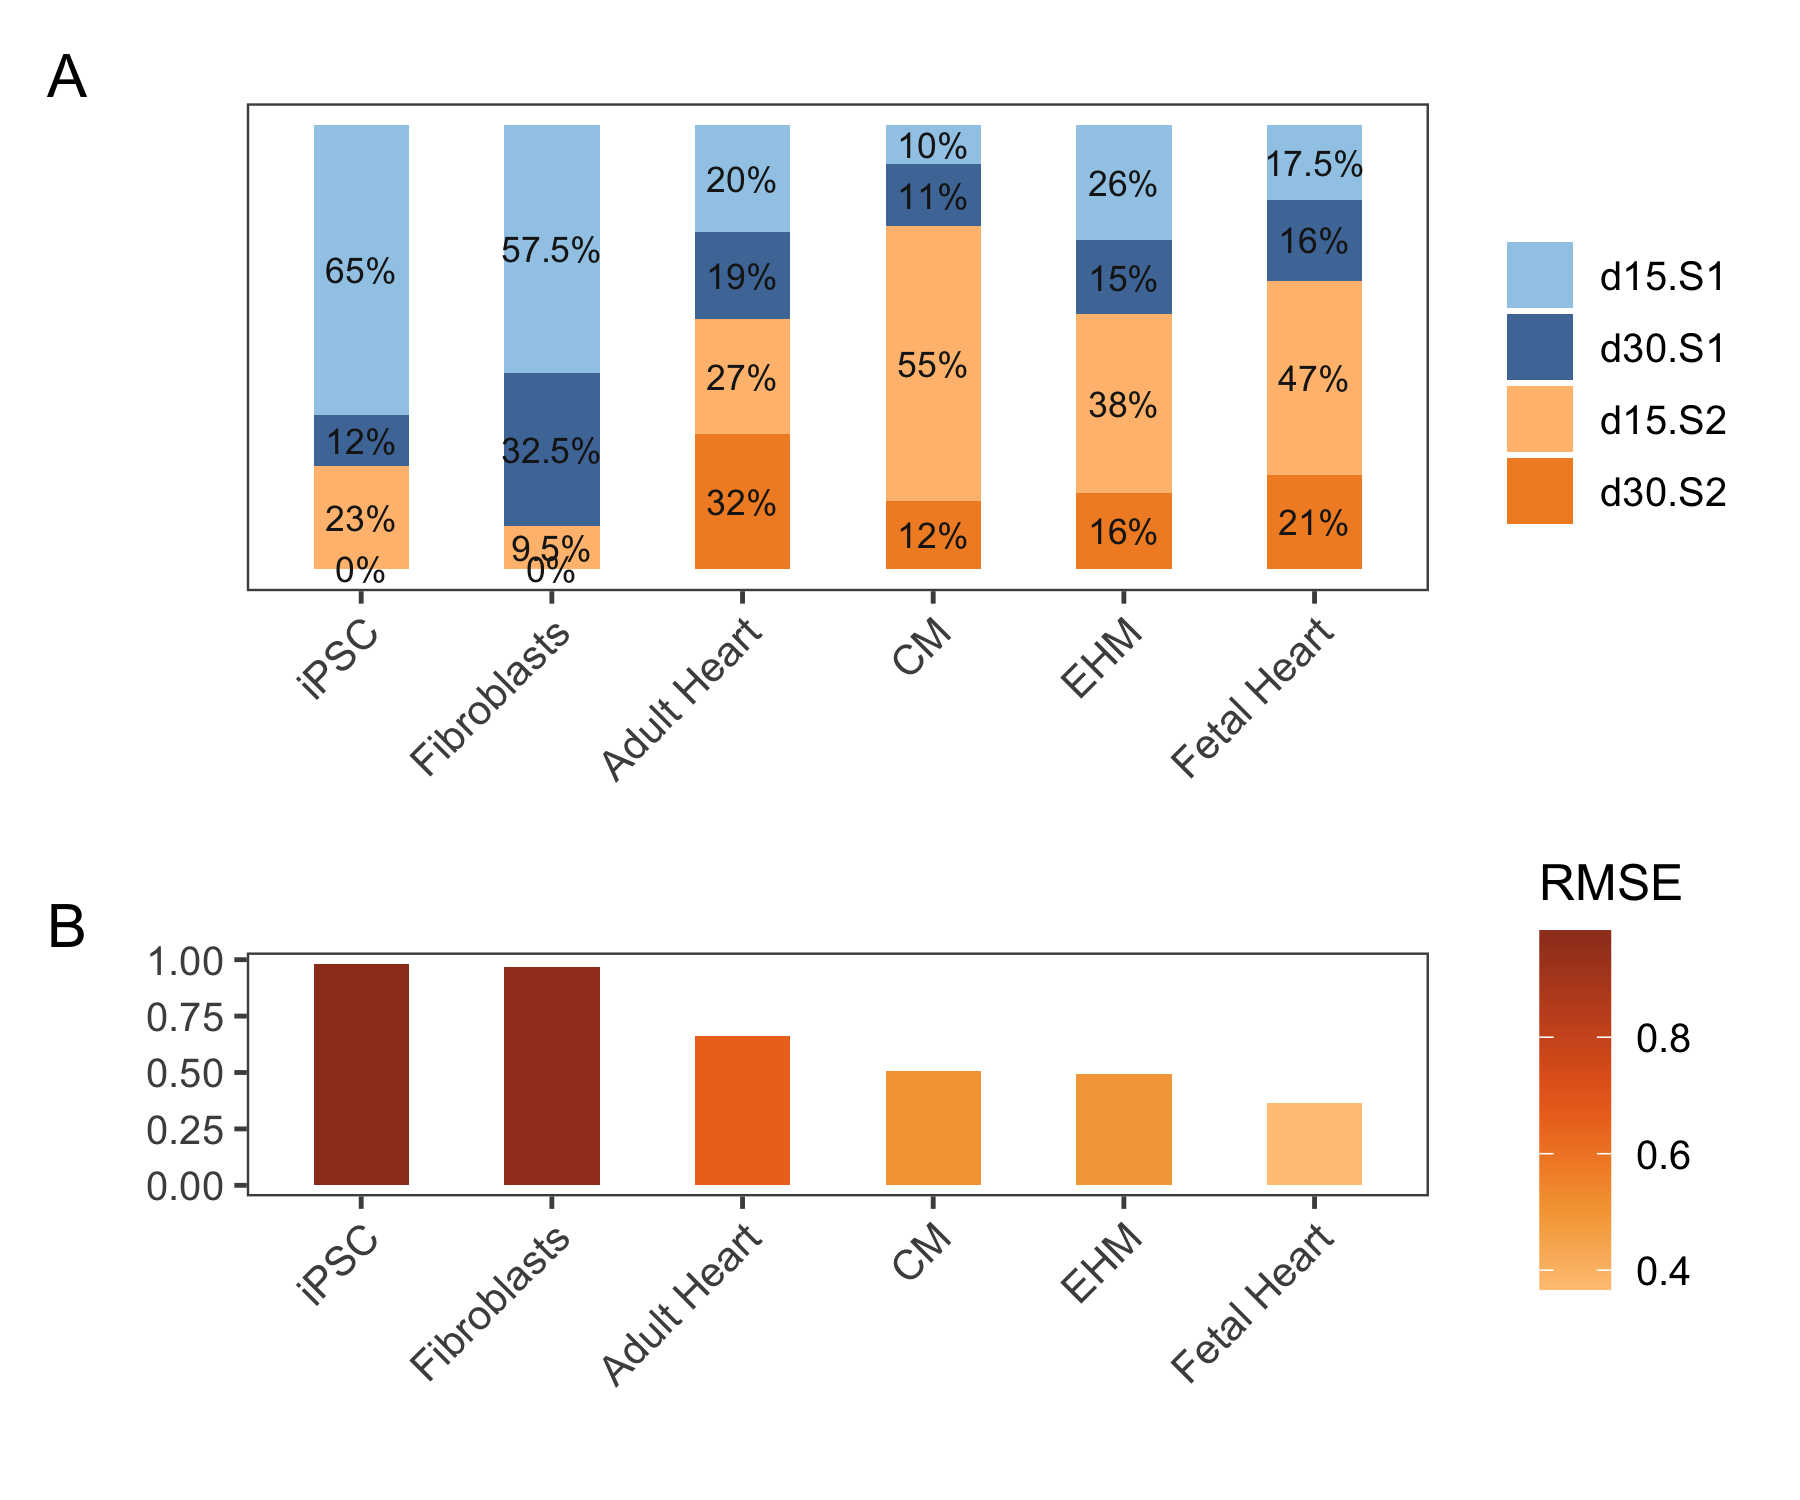 A
65%
12%
23%
0%
57.5%
32.5%
9.5%
0%
20%
19%
27%
32%
10%
11%
55%
12%
26%
15%
38%
16%
17.5%
16%
47%
21%
d15.S1
d30.S1
d15.S2
d30.S2
iPSC
Fibroblasts
Adult Heart
CM
EHM
Fetal Heart
B
1.00
0.75
0.50
0.25
0.00
iPSC
Fibroblasts
Adult Heart
CM
EHM
Fetal Heart
RMSE
0.8
0.6
0.4